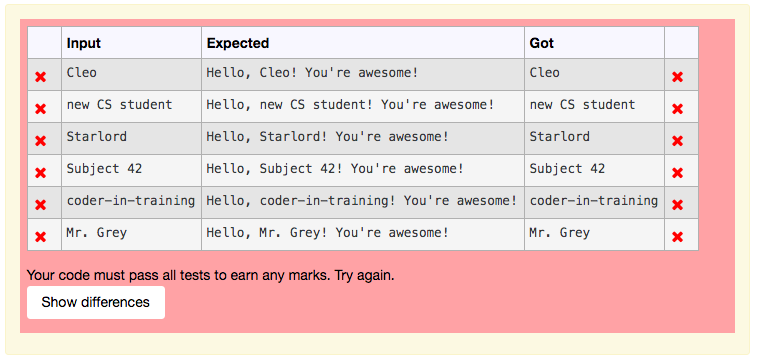 Input Expected Got
Cleo Hello, Cleo! You're awesome! Cleo
new CS student Hello, new CS student! You're awesome! new CS student
Starlord Hello, Starlord! You're awesome! Starlord
Subject 42 Hello, Subject 42! You're awesome! Subject 42
coder-in-training Hello, coder-in-training! You're awesome! coder-in-training
Mr. Grey Hello, Mr. Grey! You're awesome! Mr. Grey
Your code must pass all tests to earn any marks. Try again.
Show differences